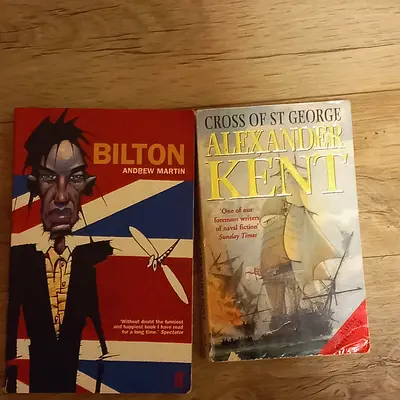 BILTON
ANDREW MARTIN
'Without doubt the funniest
and happiest book I have read
for a long time.' Spectator
ff
CROSS OF ST GEORGE
ALEXANDER
KENT
'One of our
foremost writers
of naval fiction'
Sunday Times